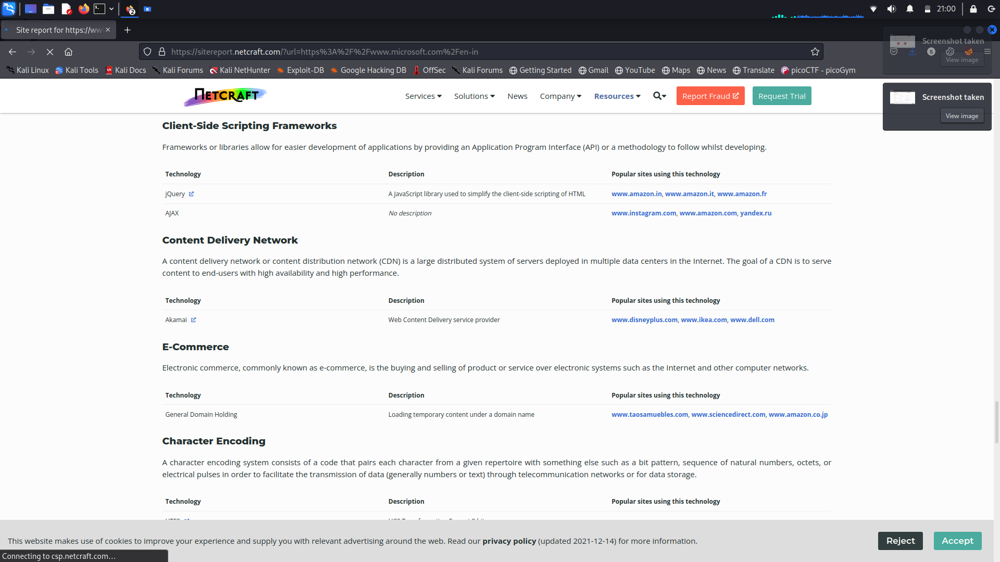 21:00
Site report for https://ww
https://sitereport.netcraft.com/?url=https%3A%2F%2Fwww.microsoft.com%2Fen-in
Screenshot taken
View image
Kali Linux Kali Tools Kali Docs Kali Forums Kali NetHunter Exploit-DB Google Hacking DB OffSec Kali Forums Getting Started Gmail YouTube Maps News Translate picoCTF - picoGym
NETCRAFT Services Solutions News Company Resources Report Fraud Request Trial
Screenshot taken
View image
Client-Side Scripting Frameworks
Frameworks or libraries allow for easier development of applications by providing an Application Program Interface (API) or a methodology to follow whilst developing.
Technology Description Popular sites using this technology
jQuery A JavaScript library used to simplify the client-side scripting of HTML www.amazon.in, www.amazon.it, www.amazon.fr
AJAX No description www.instagram.com, www.amazon.com, yandex.ru
Content Delivery Network
A content delivery network or content distribution network (CDN) is a large distributed system of servers deployed in multiple data centers in the Internet. The goal of a CDN is to serve
content to end-users with high availability and high performance.
Technology Description Popular sites using this technology
Akamai Web Content Delivery service provider www.disneyplus.com, www.ikea.com, www.dell.com
E-Commerce
Electronic commerce, commonly known as e-commerce, is the buying and selling of product or service over electronic systems such as the Internet and other computer networks.
Technology Description Popular sites using this technology
General Domain Holding Loading temporary content under a domain name www.taosamuebles.com, www.sciencedirect.com, www.amazon.co.jp
Character Encoding
A character encoding system consists of a code that pairs each character from a given repertoire with something else such as a bit pattern, sequence of natural numbers, octets, or
electrical pulses in order to facilitate the transmission of data (generally numbers or text) through telecommunication networks or for data storage.
Technology Description Popular sites using this technology
This website makes use of cookies to improve your experience and supply you with relevant advertising around the web. Read our privacy policy (updated 2021-12-14) for more information. Reject Accept
Connecting to csp.netcraft.com…